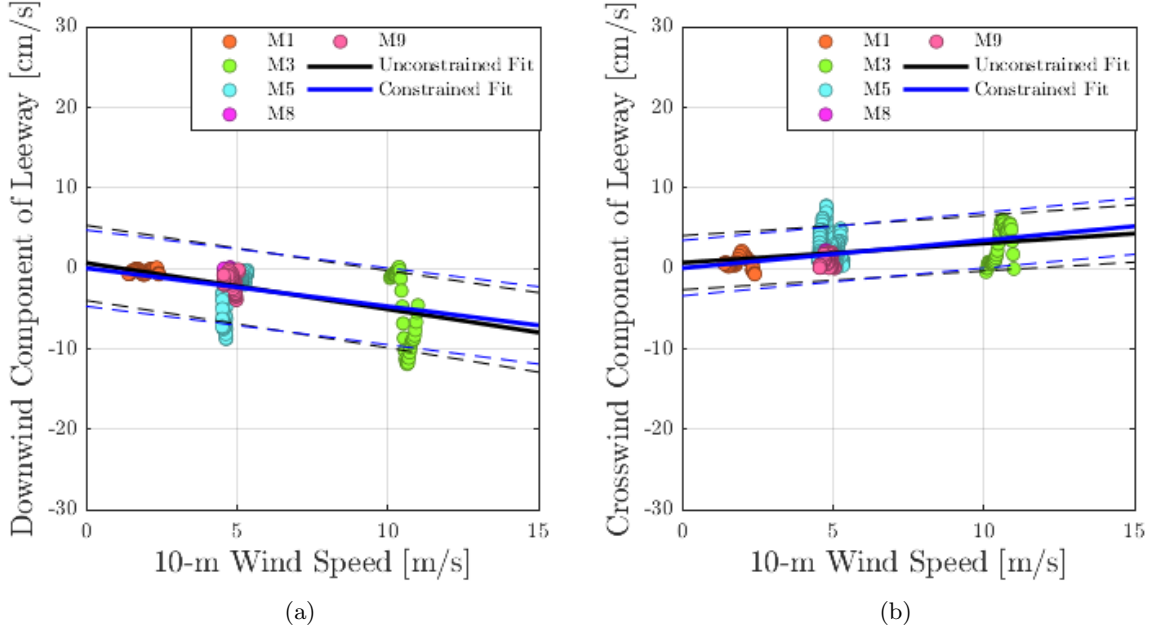 Downwind Component of Leeway [cm/s]
30
20
10
0
-10
-20
-30
M1
M9
M3
Unconstrained Fit
M5
Constrained Fit
M8
0 5 10 15
10-m Wind Speed [m/s]
(a)
Crosswind Component of Leeway [cm/s]
30
20
10
0
-10
-20
-30
M1
M9
M3
Unconstrained Fit
M5
Constrained Fit
M8
0 5 10 15
10-m Wind Speed [m/s]
(b)